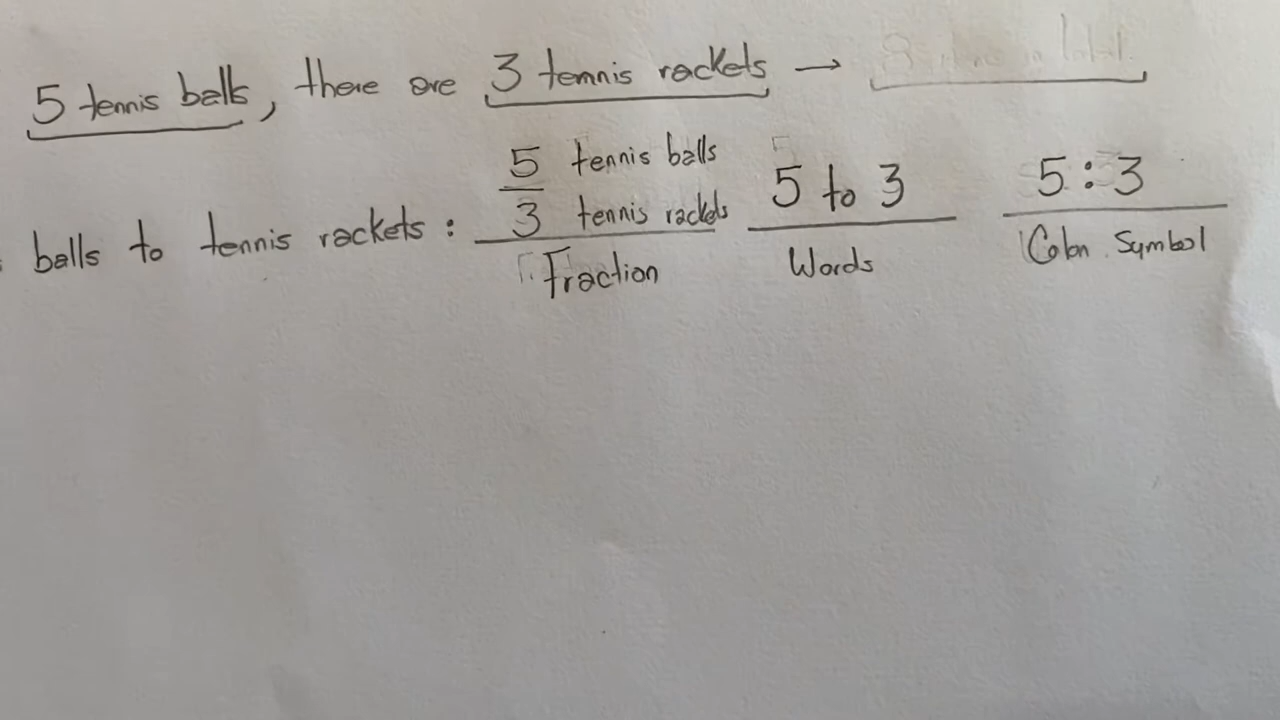 5 tennis balls, there are 3 tennis rackets →
balls to tennis rackets : 5 tennis balls 5 to 3 5:3
3 tennis rackets
Fraction Words Colon Symbol